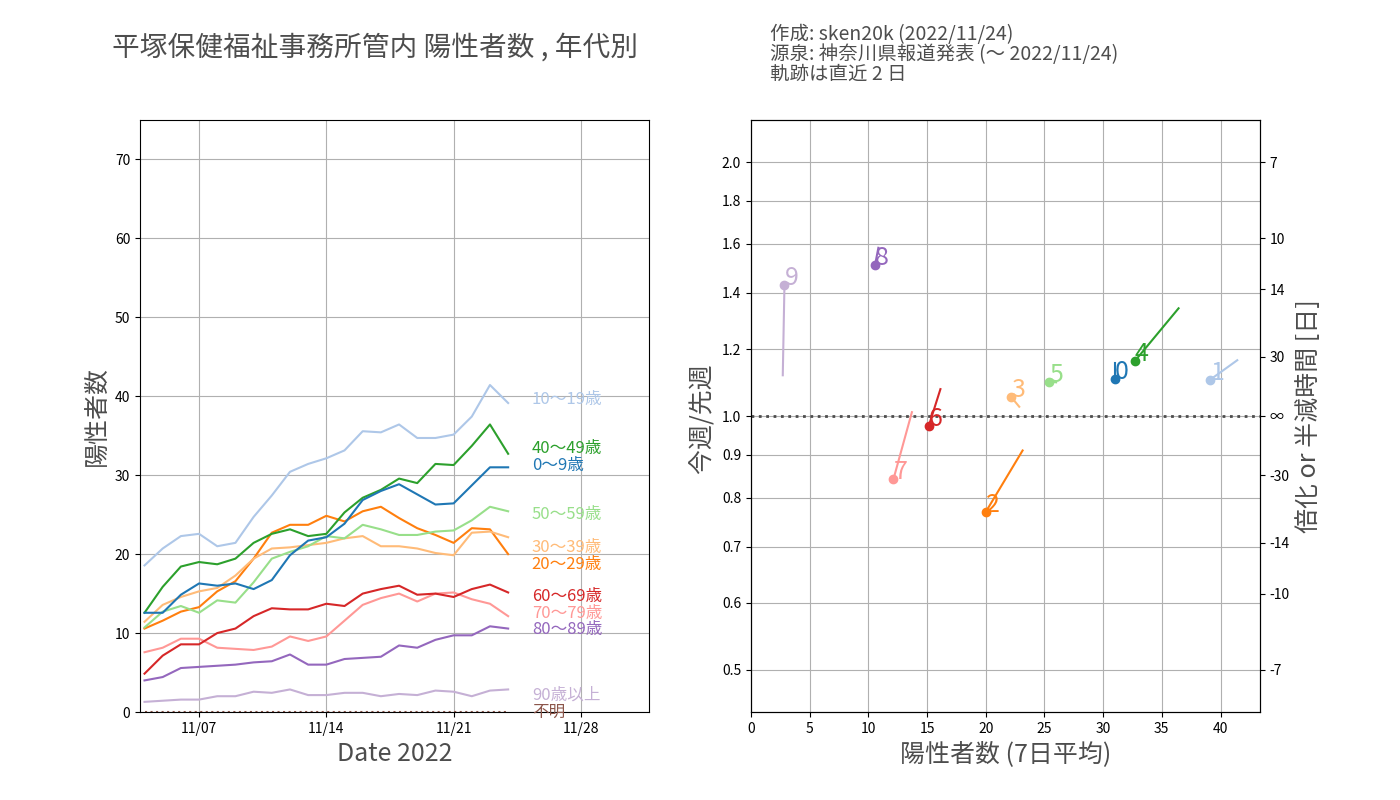 平塚保健福祉事務所管内 陽性者数 , 年代別
作成: sken20k (2022/11/24)
源泉: 神奈川県報道発表 (〜 2022/11/24)
軌跡は直近 2 日
陽性者数
70
60
50
40
30
20
10
0
11/07
11/14
11/21
11/28
Date 2022
10〜19歳
40〜49歳
0〜9歳
50〜59歳
30〜39歳
20〜29歳
60〜69歳
70〜79歳
80〜89歳
90歳以上
不明
今週/先週
2.0
1.8
1.6
1.4
1.2
1.0
0.9
0.8
0.7
0.6
0.5
9
8
4
1
0
5
3
6
7
2
0
5
10
15
20
25
30
35
40
陽性者数 (7日平均)
7
10
14
30
∞
-30
-14
-10
-7
倍化 or 半減時間 [日]